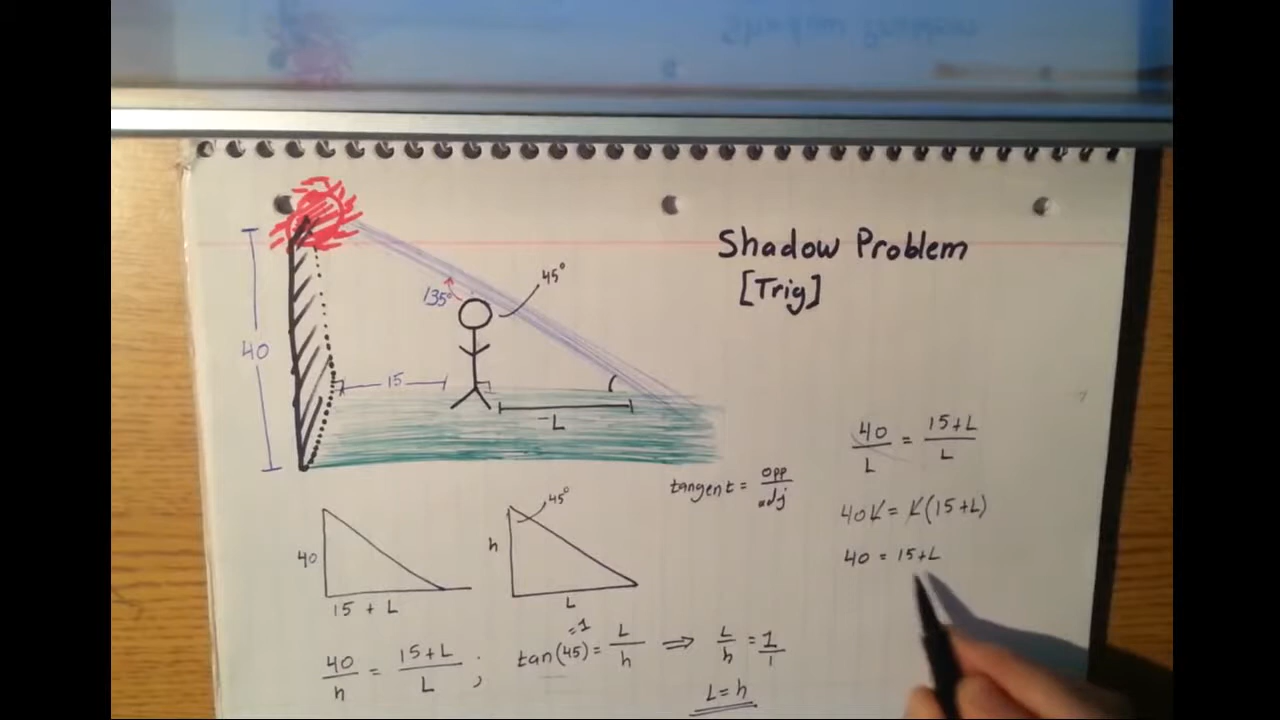 Shadow Problem
[Trig]
45°
135°
40
15
L
40/L = 15+L/L
tangent = opp/adj
40L = L(15+L)
40 = 15+L
45°
40
h
15 + L
L
40/h = 15+L/L ;
=1
tan(45) = L/h ⇒ L/h = 1/1
L=h